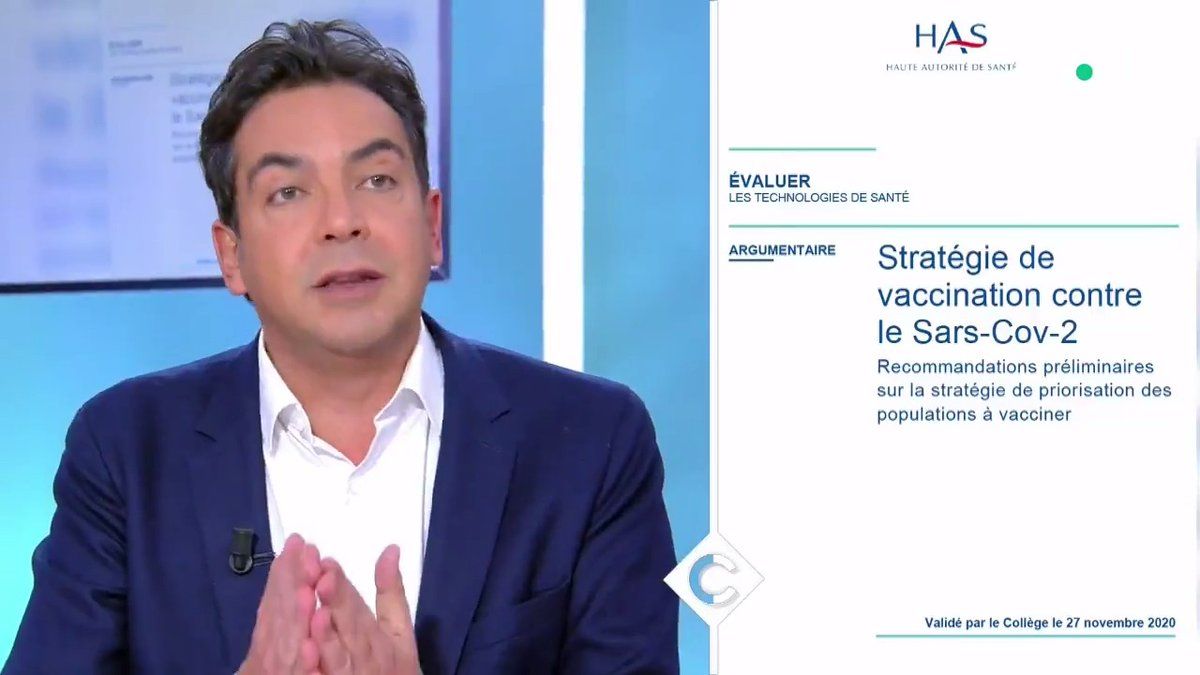 HAS
HAUTE AUTORITÉ DE SANTÉ
ÉVALUER
LES TECHNOLOGIES DE SANTÉ
ARGUMENTAIRE
Stratégie de
vaccination contre
le Sars-Cov-2
Recommandations préliminaires
sur la stratégie de priorisation des
populations à vacciner
C
Validé par le Collège le 27 novembre 2020